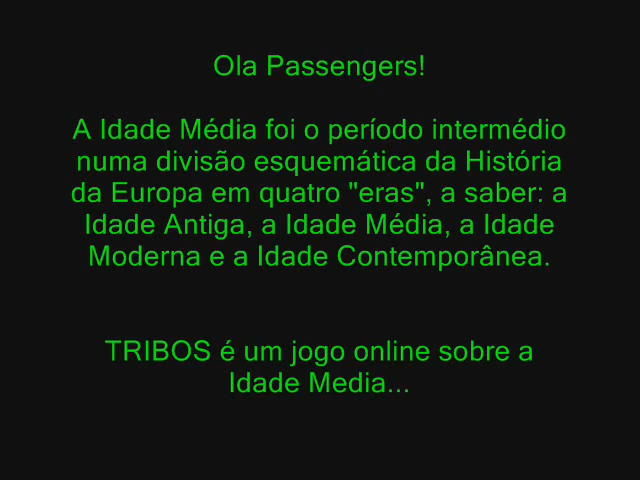 Ola Passengers!
A Idade Média foi o período intermédio
numa divisão esquemática da História
da Europa em quatro "eras", a saber: a
Idade Antiga, a Idade Média, a Idade
Moderna e a Idade Contemporânea.
TRIBOS é um jogo online sobre a
Idade Media...